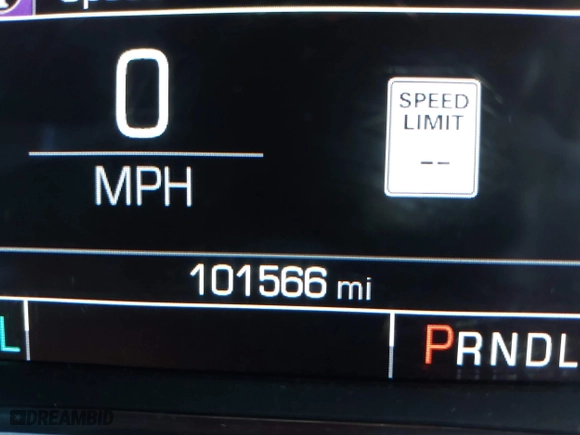 0
MPH
SPEED
LIMIT
--
101566 mi
L
PRNDL
DREAMBID